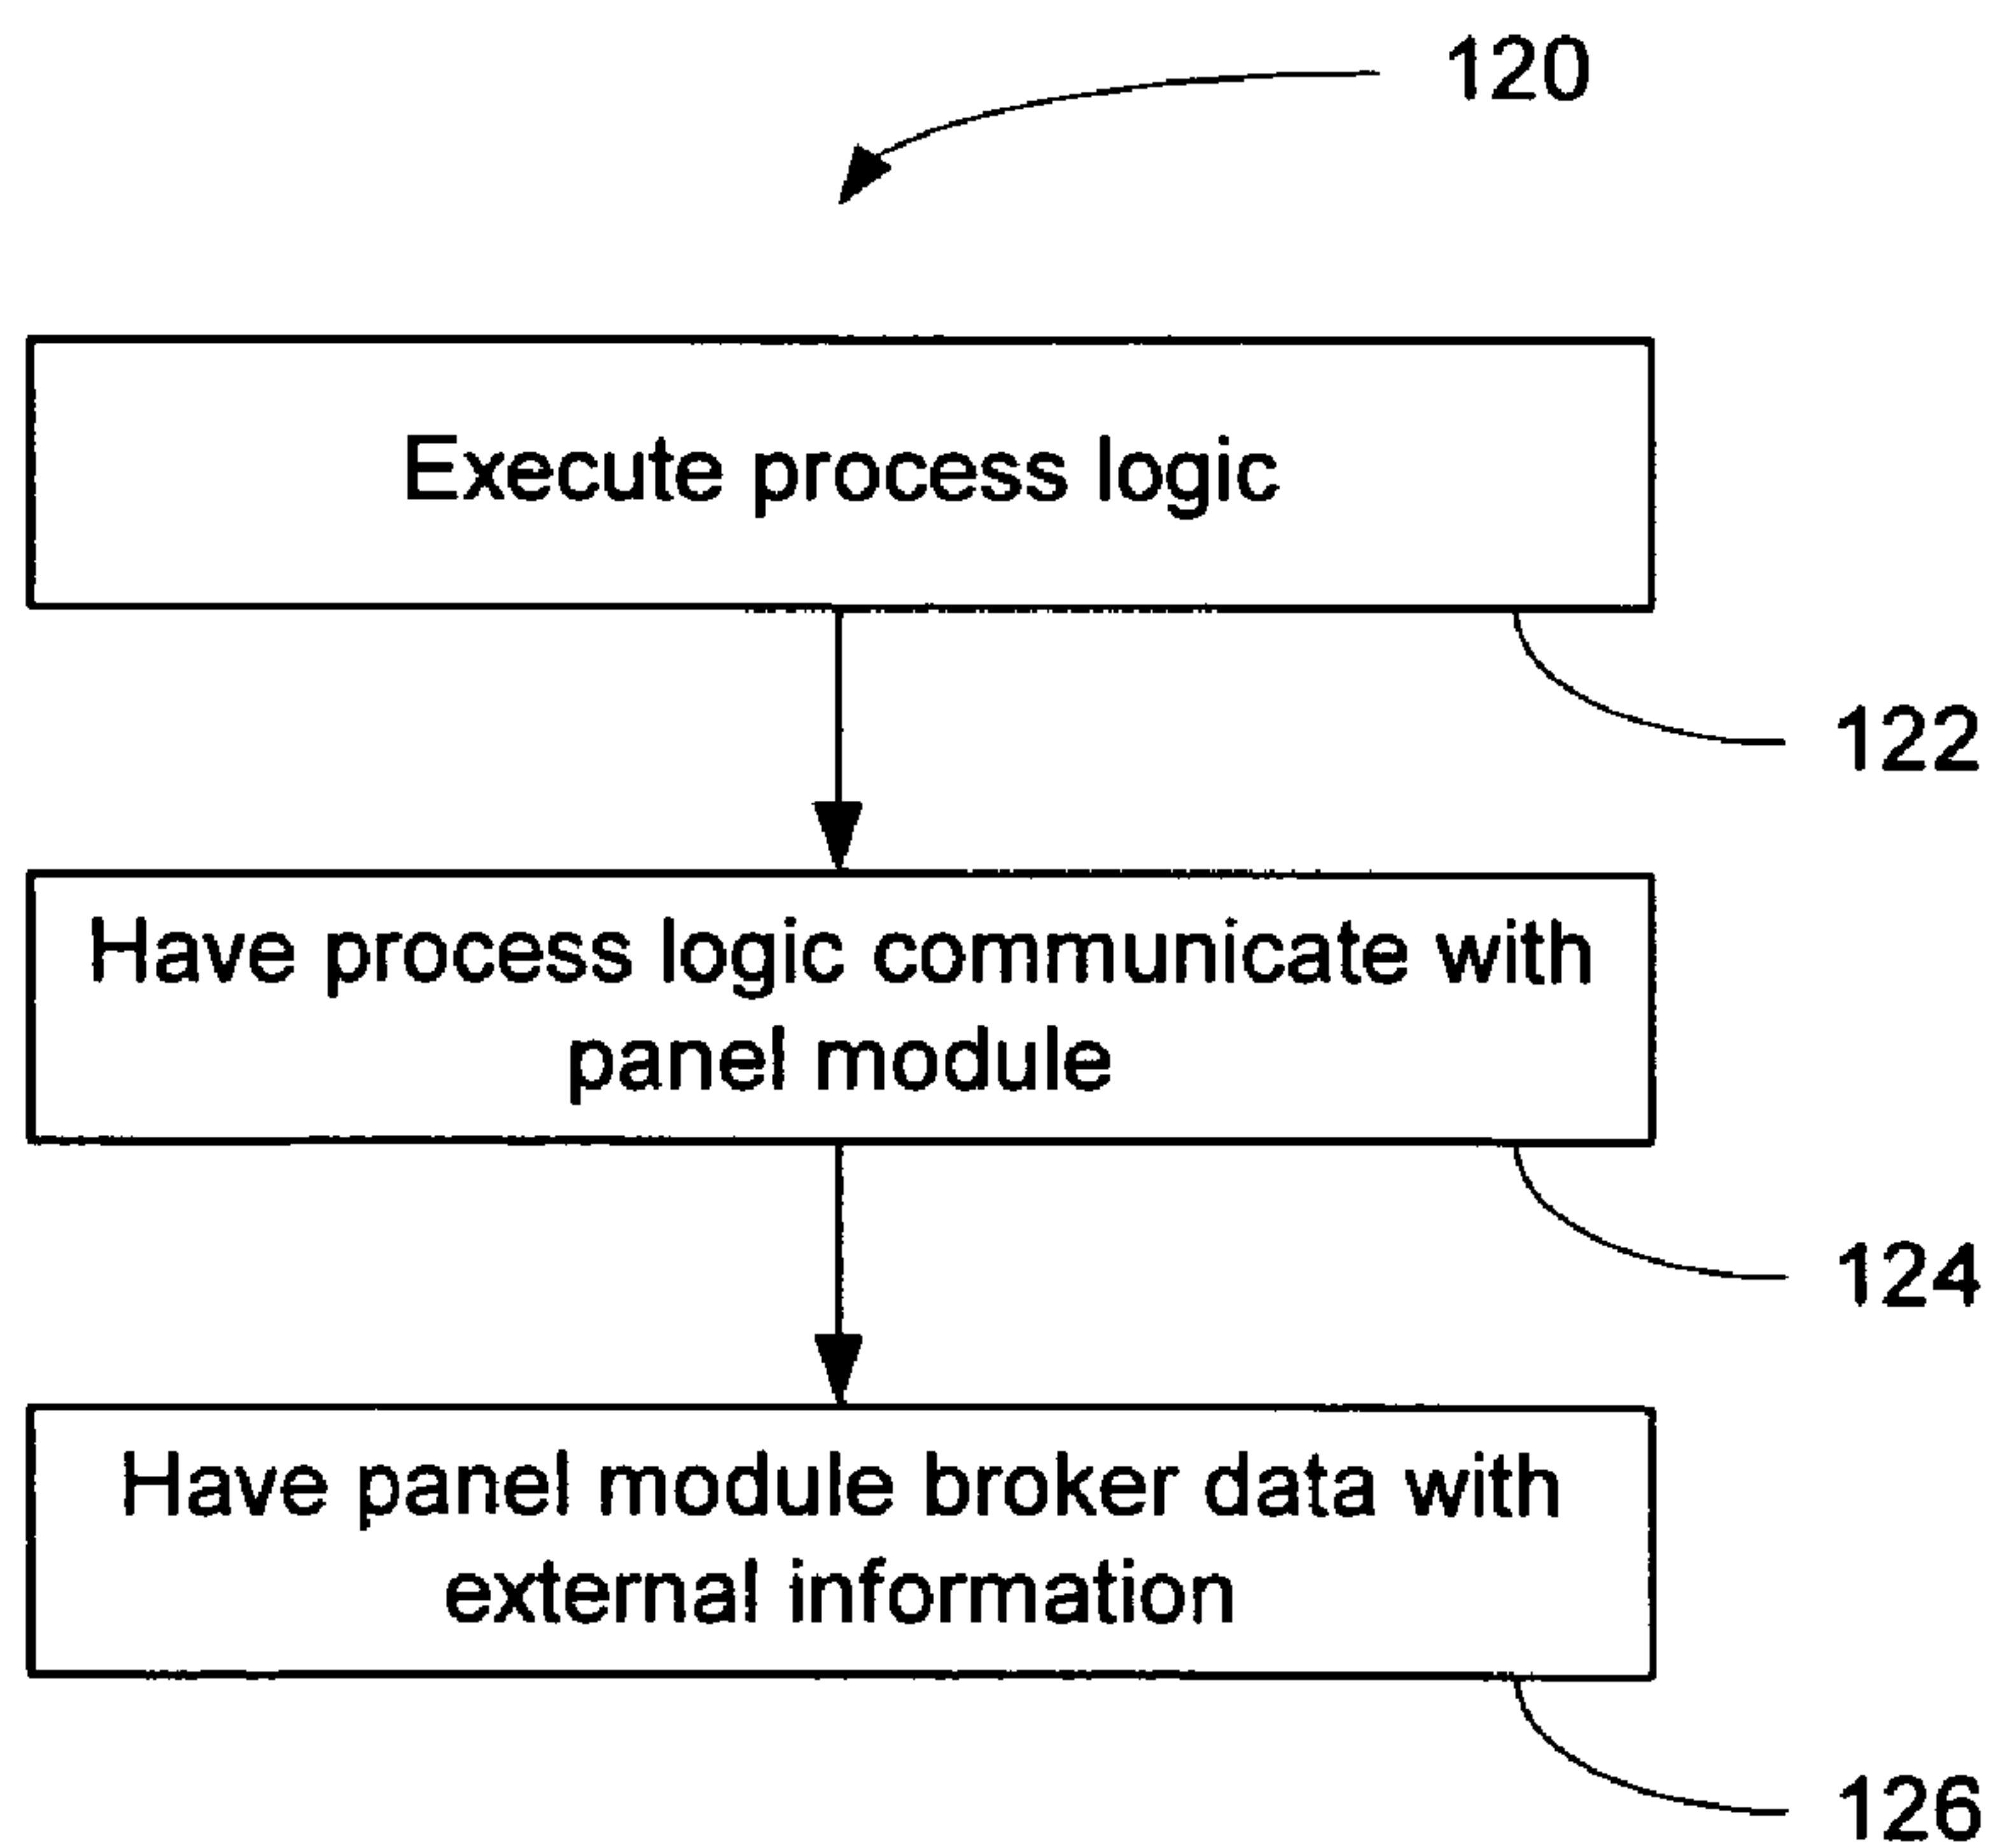 120
Execute process logic
122
Have process logic communicate with
panel module
124
Have panel module broker data with
external information
126